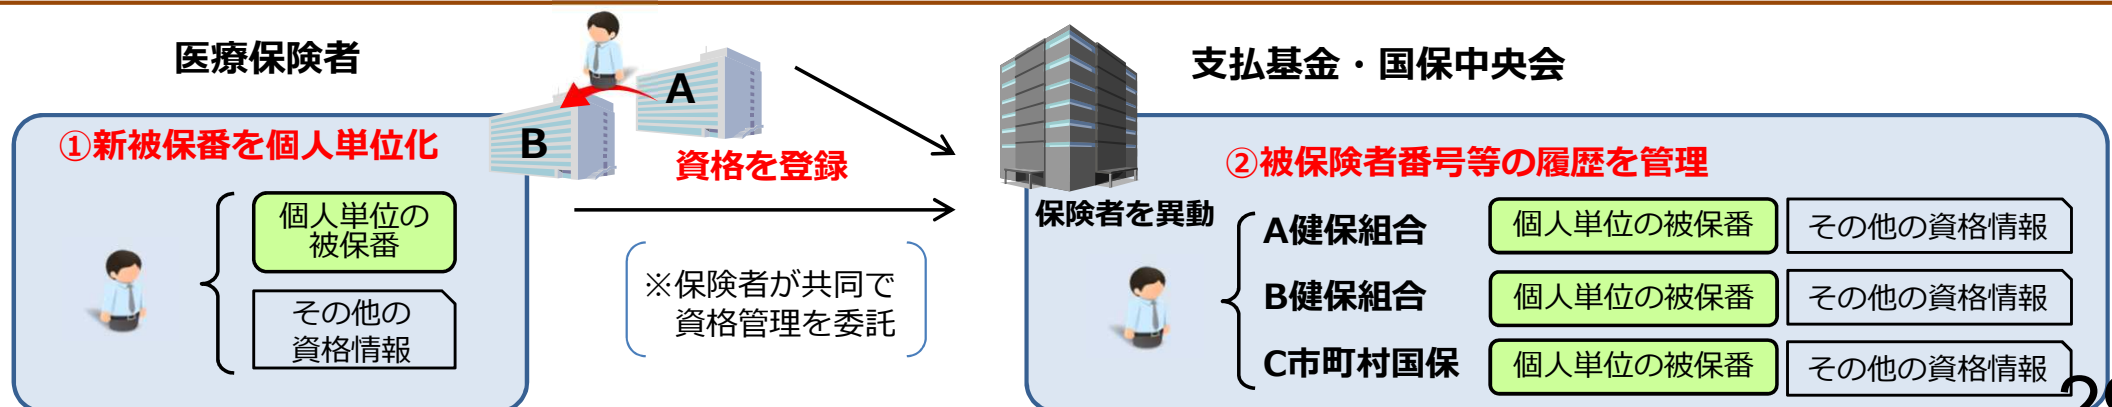 医療保険者
A
B
①新被保番を個人単位化
個人単位の
被保番
その他の
資格情報
資格を登録
※保険者が共同で
資格管理を委託
支払基金・国保中央会
②被保険者番号等の履歴を管理
保険者を異動
A健保組合 個人単位の被保番 その他の資格情報
B健保組合 個人単位の被保番 その他の資格情報
C市町村国保 個人単位の被保番 その他の資格情報